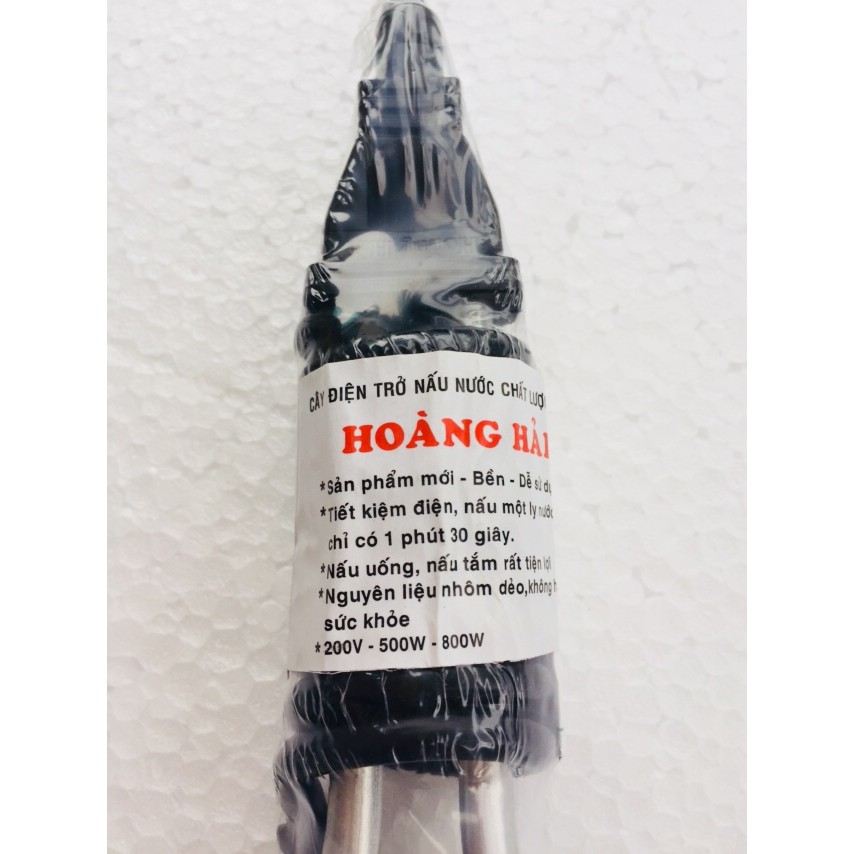 CÂY ĐIỆN TRỞ NẤU NƯỚC CHẤT
HOÀNG HẢI
*Sản phẩm mới - Bền - Dễ sử
*Tiết kiệm điện, nấu một ly nước
chỉ có 1 phút 30 giây.
*Nấu uống, nấu tắm rất tiện lợi
*Nguyên liệu nhôm dẻo,không
sức khỏe
*200V - 500W - 800W